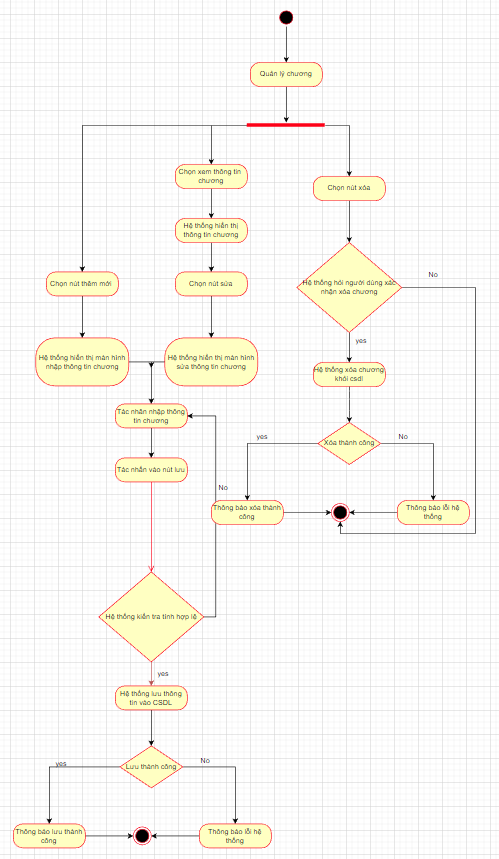 Quản lý chương
Chọn xem thông tin
chương
Chọn nút xóa
Hệ thống hiển thị
thông tin chương
Chọn nút thêm mới
Chọn nút sửa
Hệ thống hỏi người dùng xác
nhận xóa chương
No
yes
Hệ thống hiển thị màn hình
nhập thông tin chương
Hệ thống hiển thị màn hình
sửa thông tin chương
Hệ thống xóa chương
khỏi csdl
Tác nhân nhập thông
tin chương
yes
Xóa thành công
No
Tác nhân vào nút lưu
No
Thông báo xóa thành
công
Thông báo lỗi hệ
thống
Hệ thống kiển tra tính hợp lệ
yes
Hệ thống lưu thông
tin vào CSDL
yes
Lưu thành công
No
Thông báo lưu thành
công
Thông báo lỗi hệ
thống